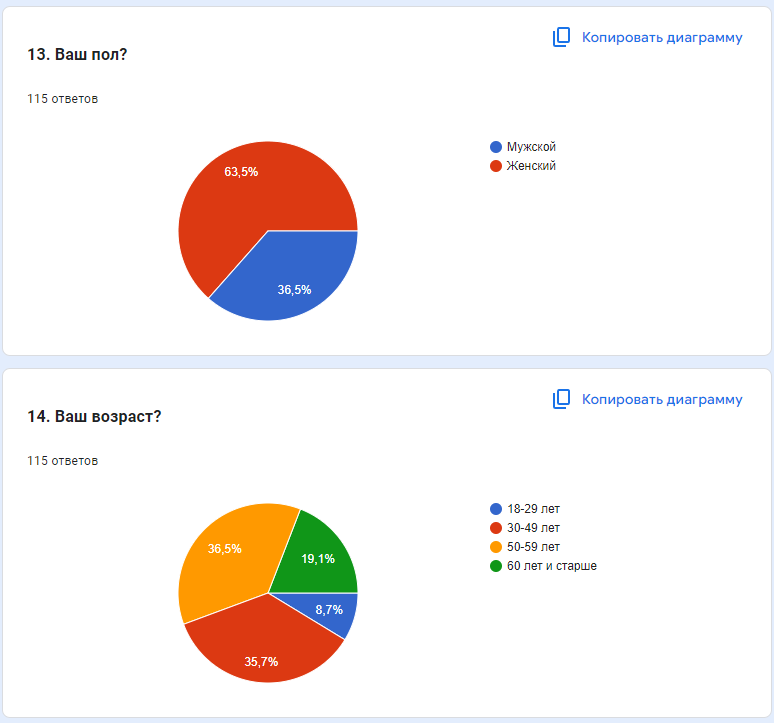 Копировать диаграмму
13. Ваш пол?
115 ответов
Мужской
Женский
63,5%
36,5%
Копировать диаграмму
14. Ваш возраст?
115 ответов
18-29 лет
30-49 лет
50-59 лет
60 лет и старше
36,5%
19,1%
8,7%
35,7%